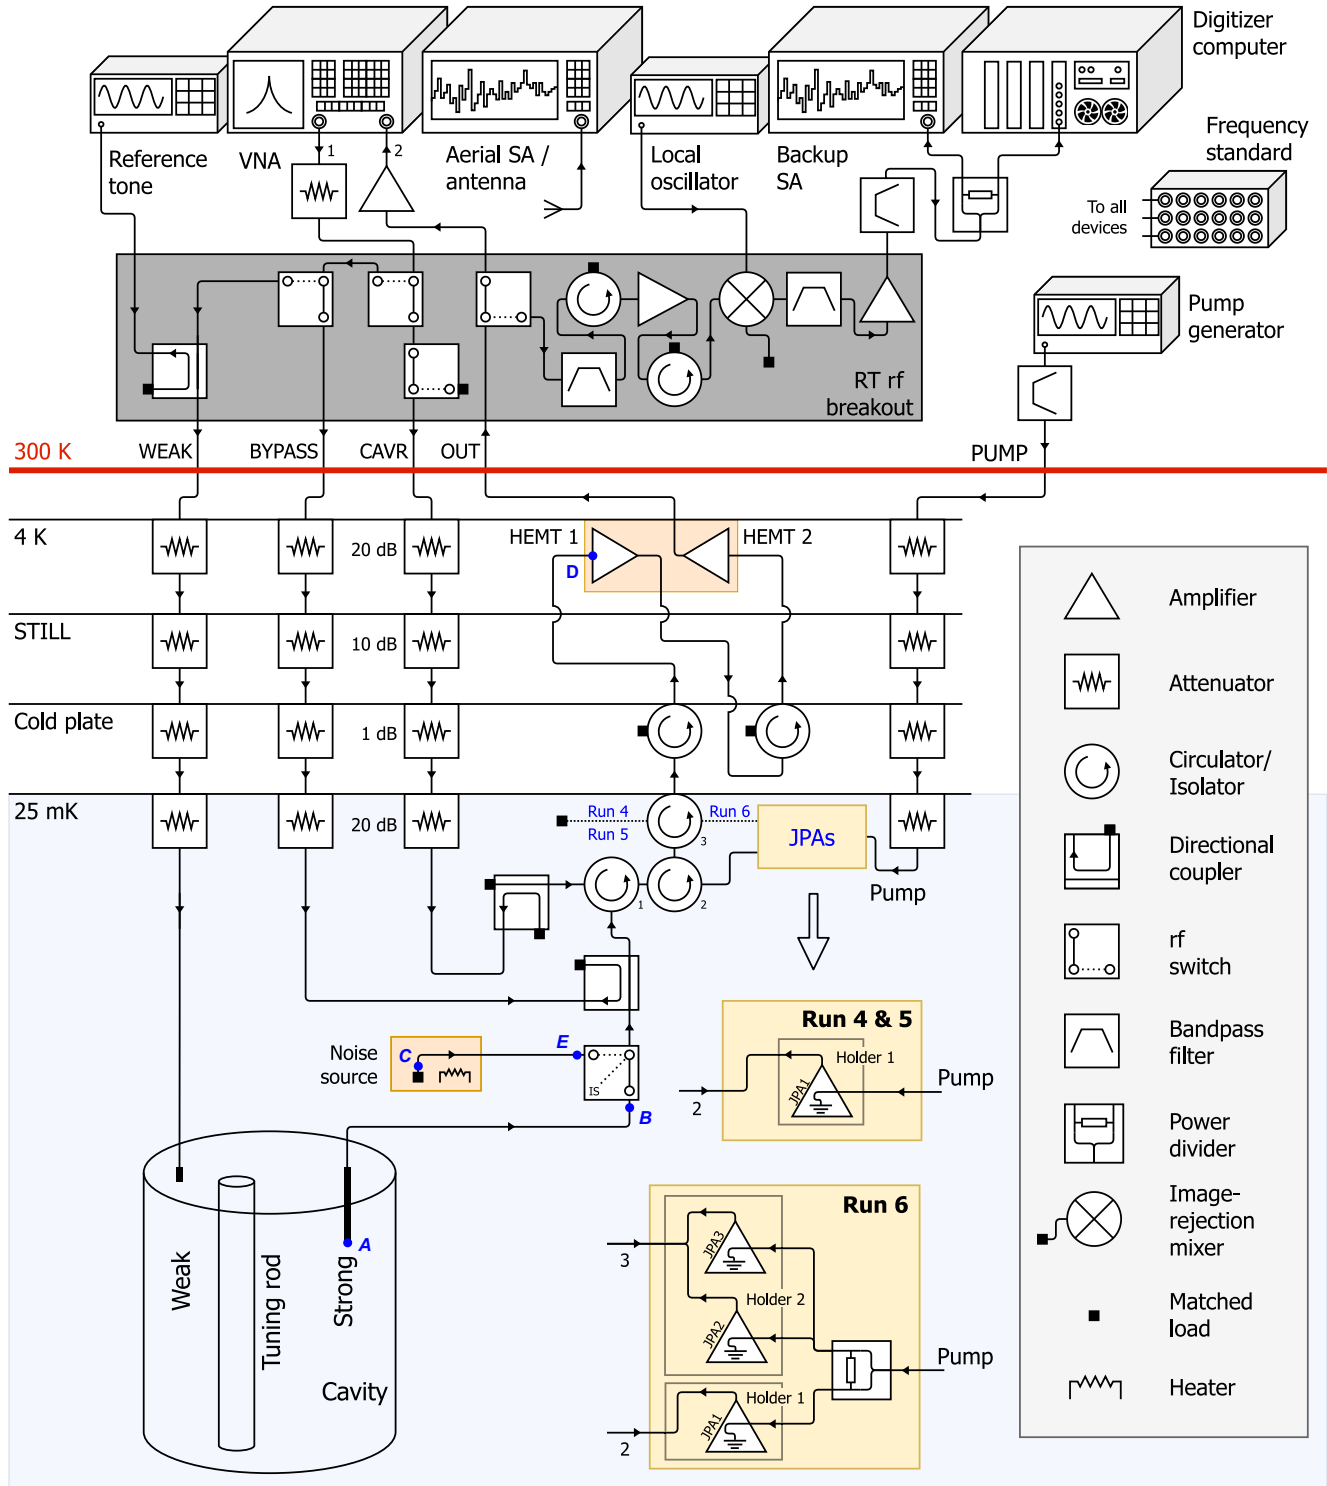 Digitizer
computer
Frequency
standard
To all
devices
Reference
tone
VNA
1
2
Aerial SA /
antenna
Local
oscillator
Backup
SA
Pump
generator
RT rf
breakout
300 K
WEAK
BYPASS
CAVR
OUT
PUMP
4 K
20 dB
HEMT 1
HEMT 2
D
STILL
10 dB
Cold plate
1 dB
25 mK
20 dB
Run 4
Run 5
Run 6
3
JPAs
1
2
Pump
Noise
source
C
E
IS
B
A
Weak
Tuning rod
Strong
Cavity
Run 4 & 5
Holder 1
JPA1
2
Pump
Run 6
JPA3
3
Holder 2
JPA2
Pump
Holder 1
JPA1
2
Amplifier
Attenuator
Circulator/
Isolator
Directional
coupler
rf
switch
Bandpass
filter
Power
divider
Image-
rejection
mixer
Matched
load
Heater